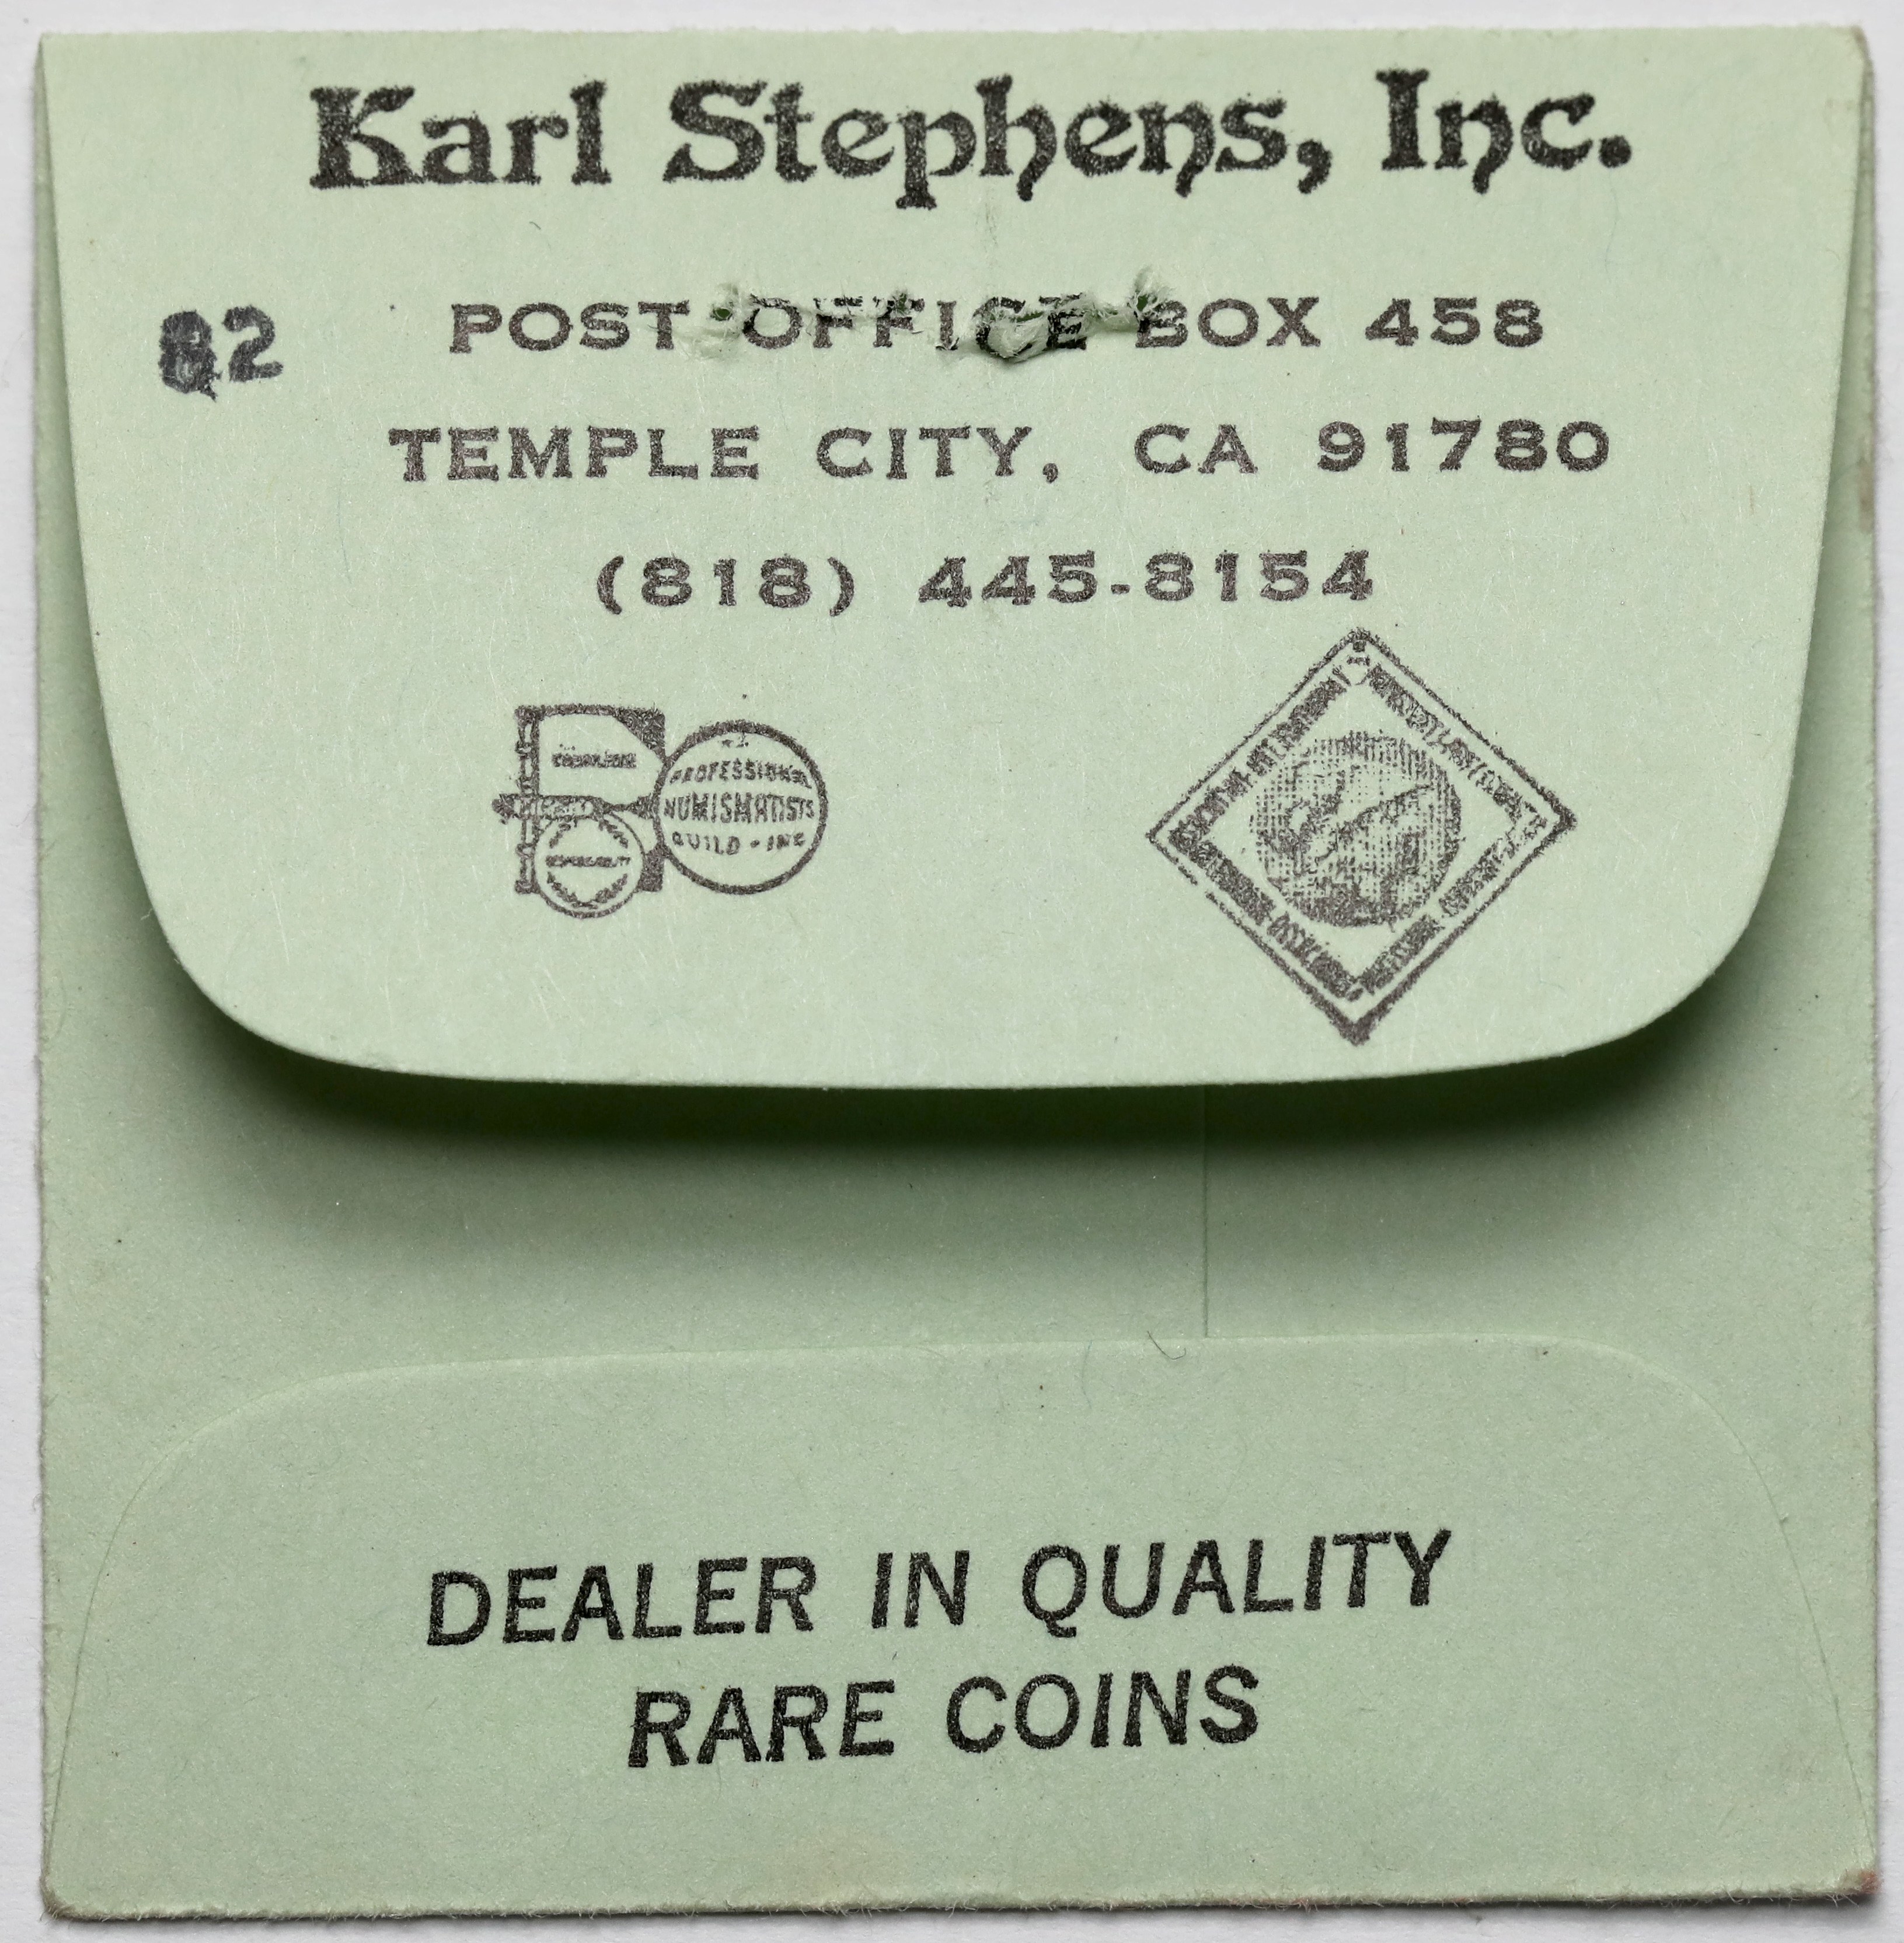 Karl Stephens, Inc.
82
POST OFFICE BOX 458
TEMPLE CITY, CA 91780
(818) 445-8154
PROFESSIONAL
NUMISMATISTS
GUILD - INC
DEALER IN QUALITY
RARE COINS